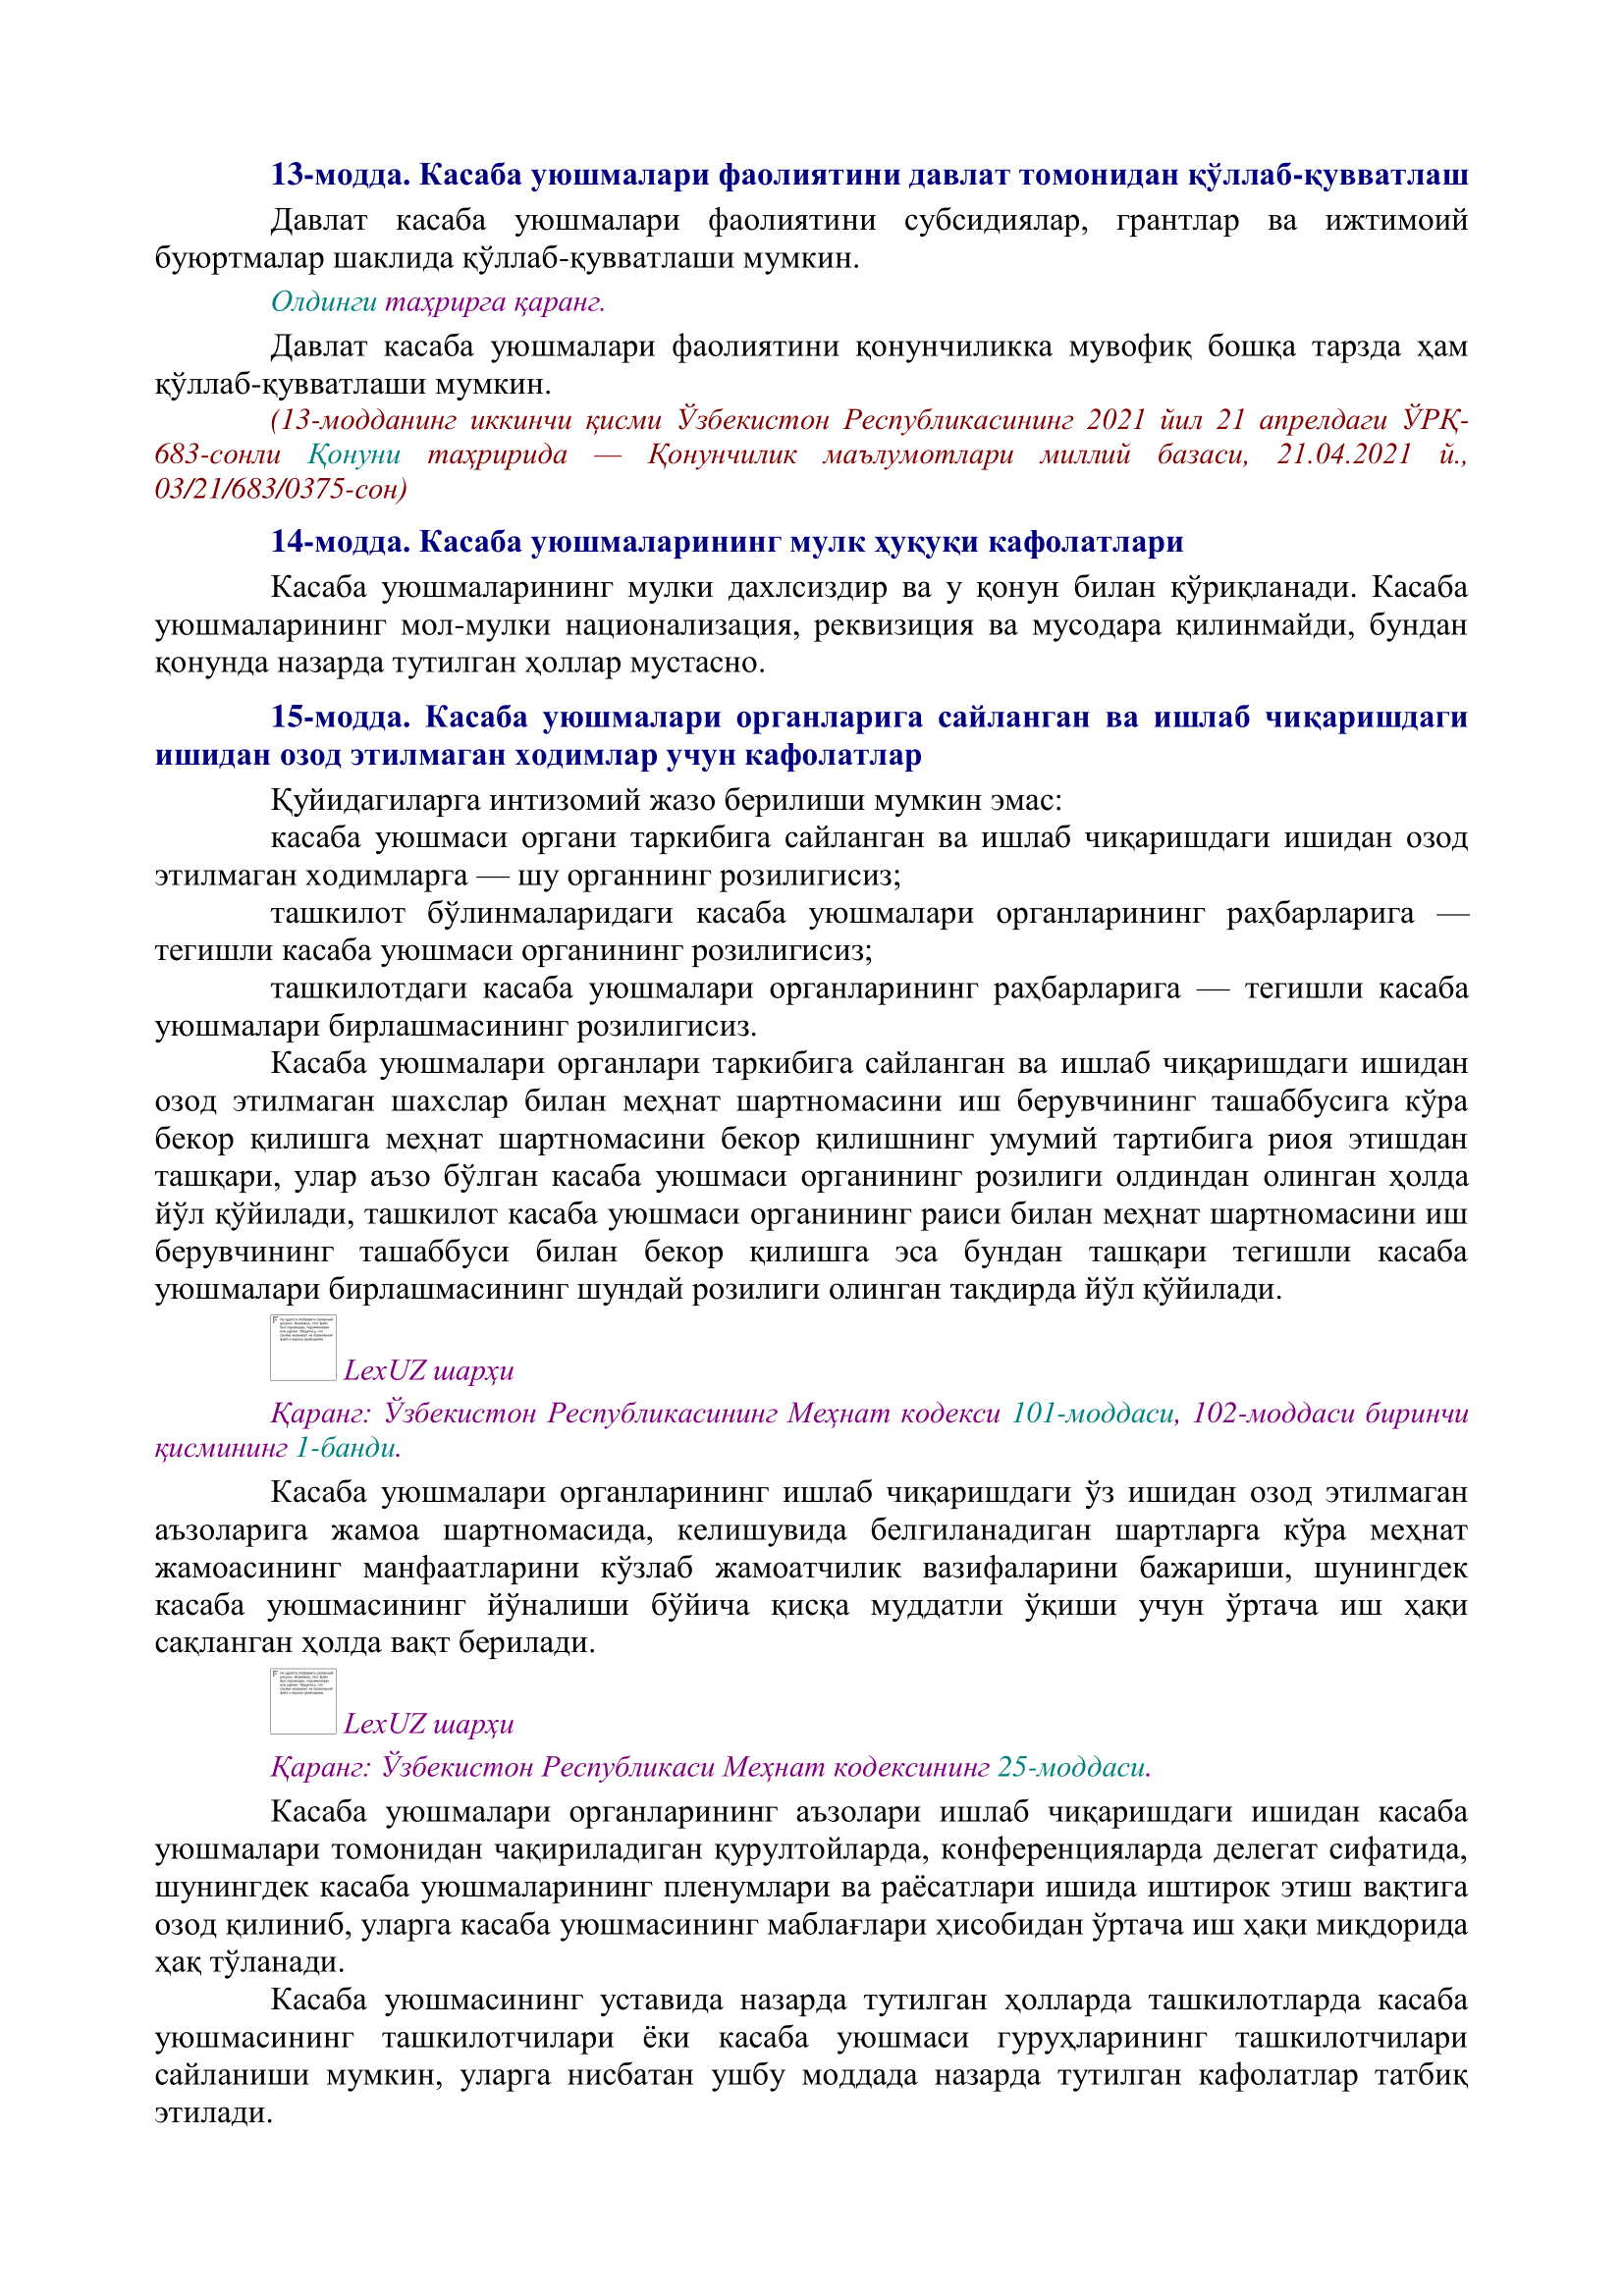 13-модда. Касаба уюшмалари фаолиятини давлат томонидан қўллаб-қувватлаш
Давлат касаба уюшмалари фаолиятини субсидиялар, грантлар ва ижтимоий
буюртмалар шаклида қўллаб-қувватлаши мумкин.
Олдинги таҳрирга қаранг.
Давлат касаба уюшмалари фаолиятини қонунчиликка мувофиқ бошқа тарзда ҳам
қўллаб-қувватлаши мумкин.
(13-модданинг иккинчи қисми Ўзбекистон Республикасининг 2021 йил 21 апрелдаги ЎРҚ-
683-сонли Қонуни таҳририда — Қонунчилик маълумотлари миллий базаси, 21.04.2021 й.,
03/21/683/0375-сон)
14-модда. Касаба уюшмаларининг мулк ҳуқуқи кафолатлари
Касаба уюшмаларининг мулки дахлсиздир ва у қонун билан қўриқланади. Касаба
уюшмаларининг мол-мулки национализация, реквизиция ва мусодара қилинмайди, бундан
қонунда назарда тутилган ҳоллар мустасно.
15-модда. Касаба уюшмалари органларига сайланган ва ишлаб чиқаришдаги
ишидан озод этилмаган ходимлар учун кафолатлар
Қуйидагиларга интизомий жазо берилиши мумкин эмас:
касаба уюшмаси органи таркибига сайланган ва ишлаб чиқаришдаги ишидан озод
этилмаган ходимларга — шу органнинг розилигисиз;
ташкилот бўлинмаларидаги касаба уюшмалари органларининг раҳбарларига —
тегишли касаба уюшмаси органининг розилигисиз;
ташкилотдаги касаба уюшмалари органларининг раҳбарларига — тегишли касаба
уюшмалари бирлашмасининг розилигисиз.
Касаба уюшмалари органлари таркибига сайланган ва ишлаб чиқаришдаги ишидан
озод этилмаган шахслар билан меҳнат шартномасини иш берувчининг ташаббусига кўра
бекор қилишга меҳнат шартномасини бекор қилишнинг умумий тартибига риоя этишдан
ташқари, улар аъзо бўлган касаба уюшмаси органининг розилиги олдиндан олинган ҳолда
йўл қўйилади, ташкилот касаба уюшмаси органининг раиси билан меҳнат шартномасини иш
берувчининг ташаббуси билан бекор қилишга эса бундан ташқари тегишли касаба
уюшмалари бирлашмасининг шундай розилиги олинган тақдирда йўл қўйилади.
LexUZ шарҳи
Қаранг: Ўзбекистон Республикасининг Меҳнат кодекси 101-моддаси, 102-моддаси биринчи
қисмининг 1-банди.
Касаба уюшмалари органларининг ишлаб чиқаришдаги ўз ишидан озод этилмаган
аъзоларига жамоа шартномасида, келишувида белгиланадиган шартларга кўра меҳнат
жамоасининг манфаатларини кўзлаб жамоатчилик вазифаларини бажариши, шунингдек
касаба уюшмасининг йўналиши бўйича қисқа муддатли ўқиши учун ўртача иш ҳақи
сақланган ҳолда вақт берилади.
LexUZ шарҳи
Қаранг: Ўзбекистон Республикаси Меҳнат кодексининг 25-моддаси.
Касаба уюшмалари органларининг аъзолари ишлаб чиқаришдаги ишидан касаба
уюшмалари томонидан чақириладиган қурултойларда, конференцияларда делегат сифатида,
шунингдек касаба уюшмаларининг пленумлари ва раёсатлари ишида иштирок этиш вақтига
озод қилиниб, уларга касаба уюшмасининг маблағлари ҳисобидан ўртача иш ҳақи миқдорида
ҳақ тўланади.
Касаба уюшмасининг уставида назарда тутилган ҳолларда ташкилотларда касаба
уюшмасининг ташкилотчилари ёки касаба уюшмаси гуруҳларининг ташкилотчилари
сайланиши мумкин, уларга нисбатан ушбу моддада назарда тутилган кафолатлар татбиқ
этилади.